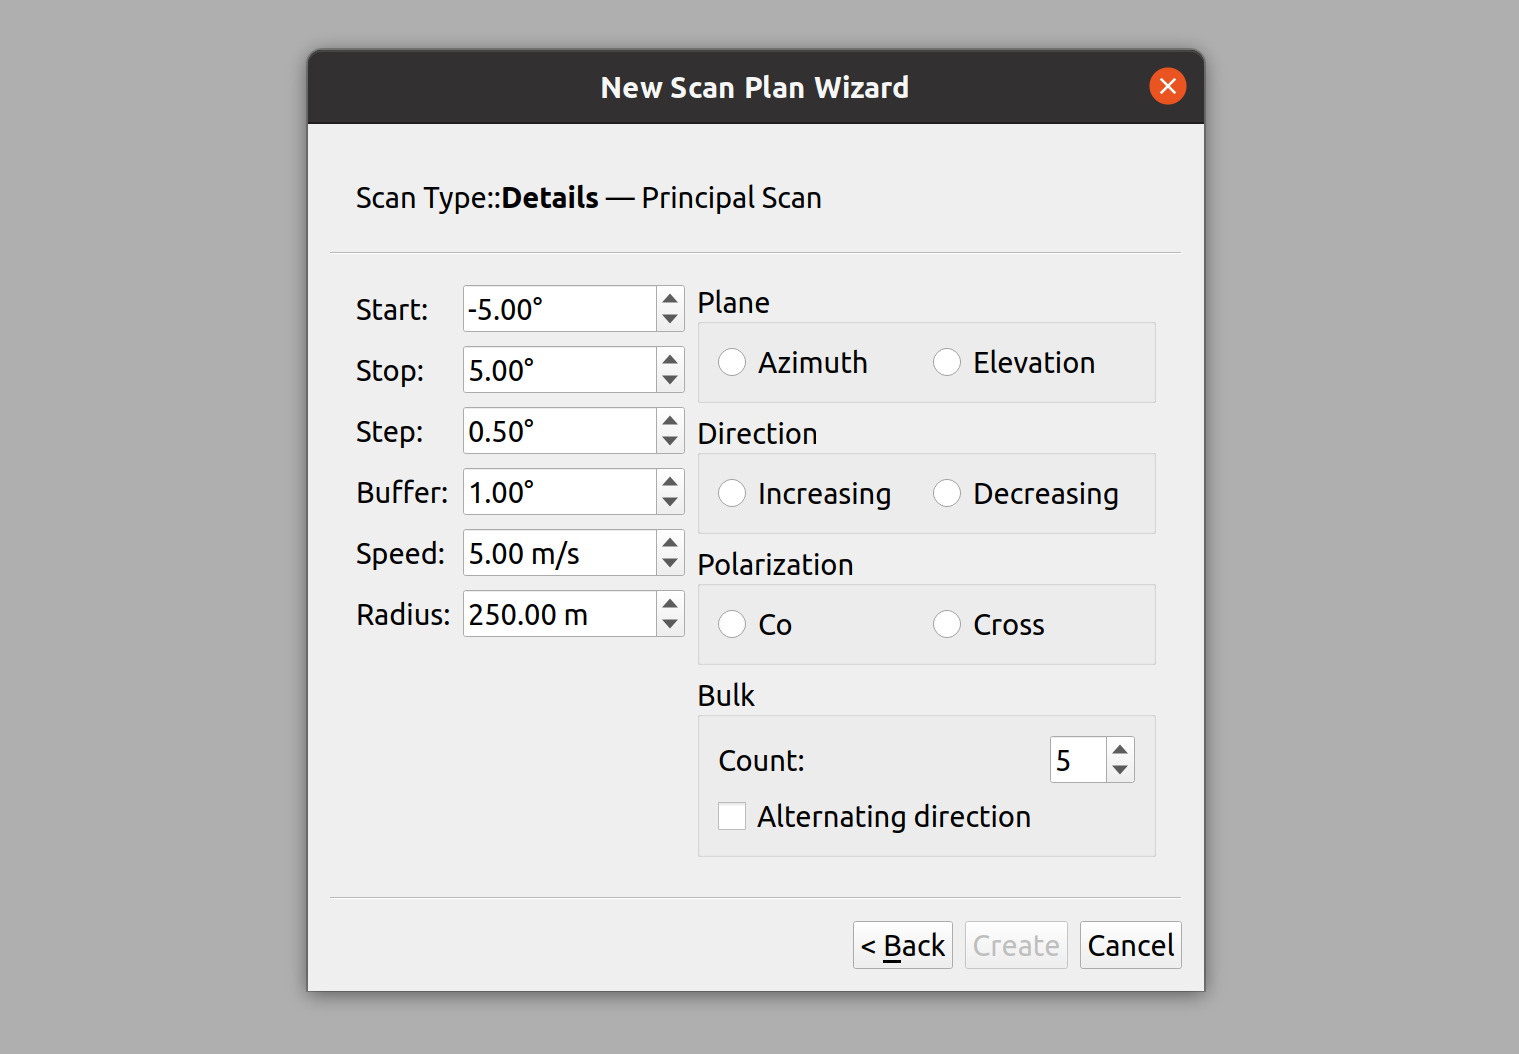 New Scan Plan Wizard
Scan Type::Details — Principal Scan
Start: -5.00°
Stop: 5.00°
Step: 0.50°
Buffer: 1.00°
Speed: 5.00 m/s
Radius: 250.00 m
Plane
Azimuth Elevation
Direction
Increasing Decreasing
Polarization
Co Cross
Bulk
Count: 5
Alternating direction
< Back Create Cancel